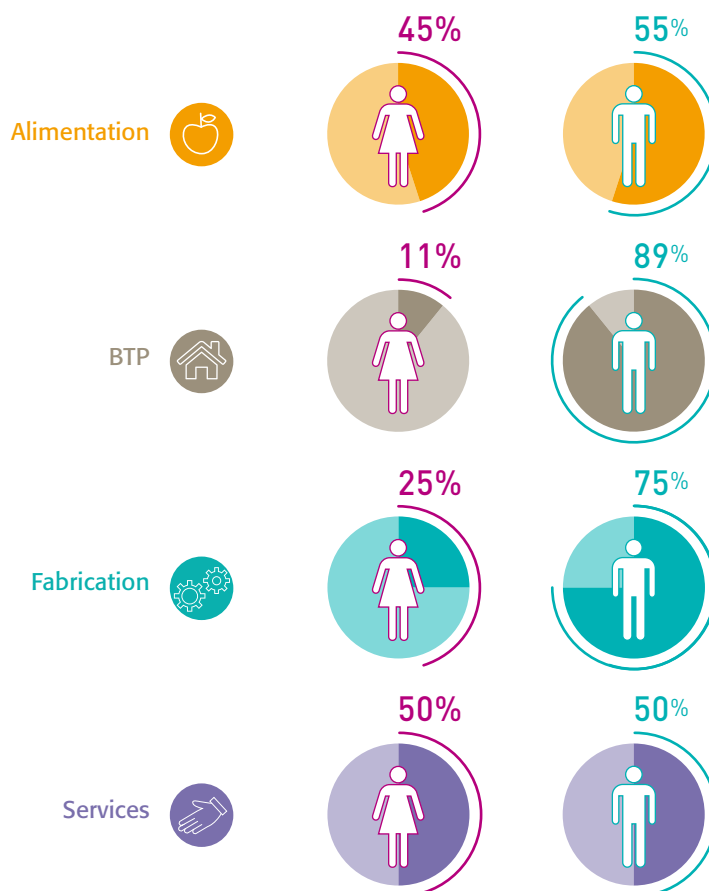 45% 55%
Alimentation
11% 89%
BTP
25% 75%
Fabrication
50% 50%
Services